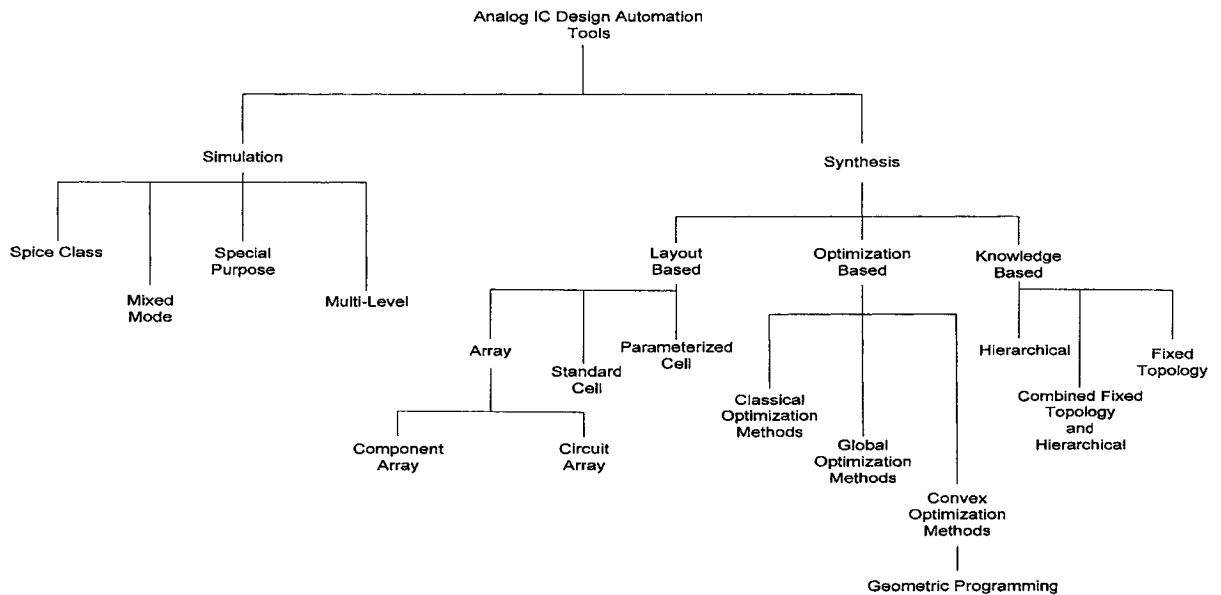 Analog IC Design Automation
Tools
Simulation
Synthesis
Spice Class
Mixed
Mode
Special
Purpose
Multi-Level
Layout
Based
Optimization
Based
Knowledge
Based
Array
Standard
Cell
Parameterized
Cell
Component
Array
Circuit
Array
Classical
Optimization
Methods
Global
Optimization
Methods
Convex
Optimization
Methods
Geometric Programming
Hierarchical
Combined Fixed
Topology
and
Hierarchical
Fixed
Topology